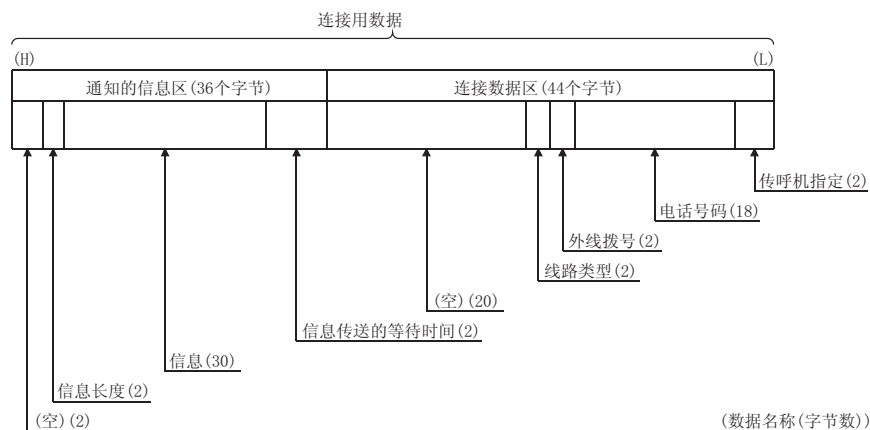 连接用数据
(H) (L)
通知的信息区(36个字节) 连接数据区(44个字节)
传呼机指定(2)
电话号码(18)
外线拨号(2)
线路类型(2)
(空)(20)
信息传送的等待时间(2)
信息(30)
信息长度(2)
(空)(2) (数据名称(字节数))